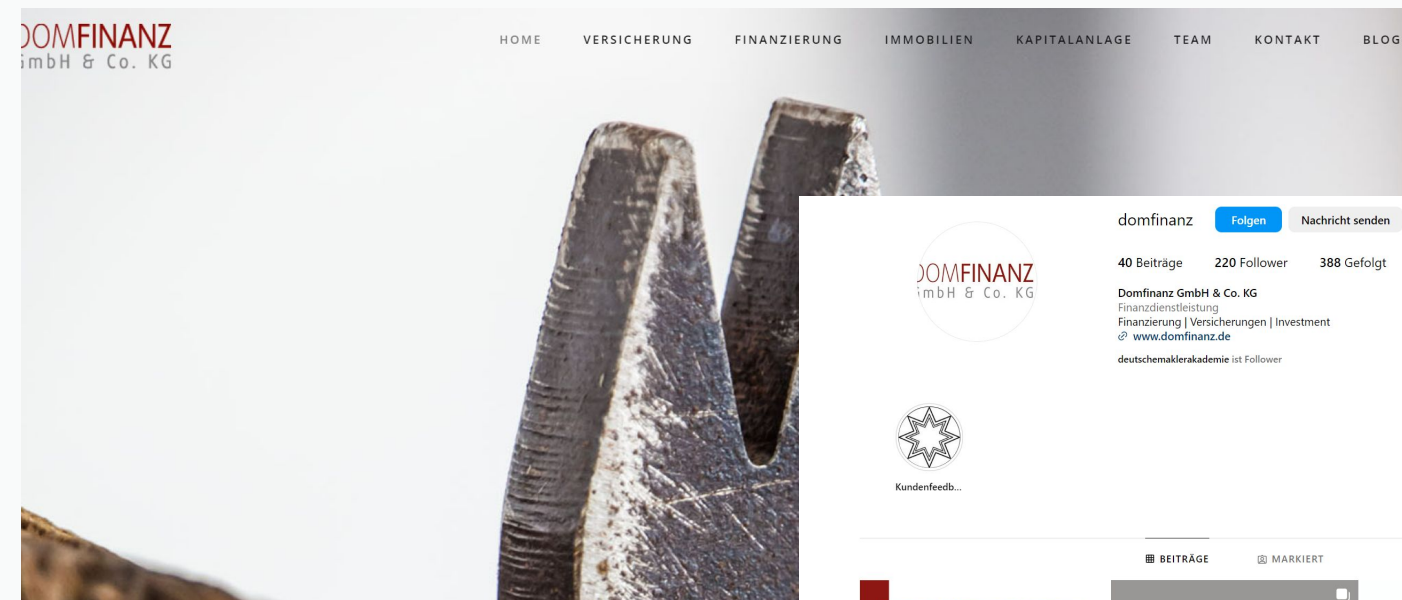 DOMFINANZ
GmbH & Co. KG
HOME VERSICHERUNG FINANZIERUNG IMMOBILIEN KAPITALANLAGE TEAM KONTAKT BLOG
domfinanz Folgen Nachricht senden
40 Beiträge 220 Follower 388 Gefolgt
DOMFINANZ
GmbH & Co. KG
Domfinanz GmbH & Co. KG
Finanzdienstleistung
Finanzierung | Versicherungen | Investment
www.domfinanz.de
deutschemaklerakademie ist Follower
Kundenfeedb...
BEITRÄGE MARKIERT